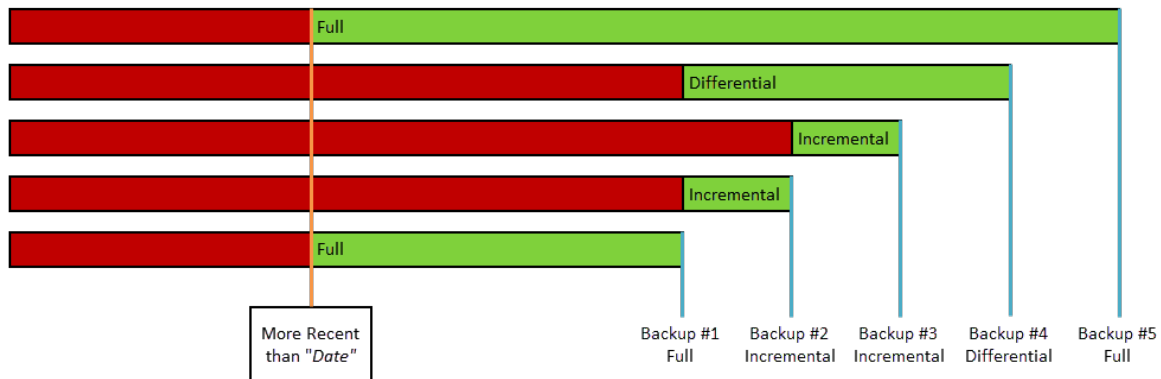 Full
Differential
Incremental
Incremental
Full
More Recent
than "Date"
Backup #1
Full
Backup #2
Incremental
Backup #3
Incremental
Backup #4
Differential
Backup #5
Full